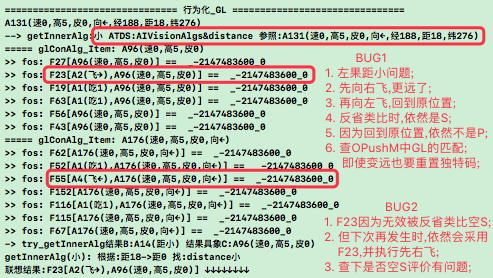 ============================== 行为化_GL ==============================
A131(速0,高5,皮0,向←,经188,距18,纬276)
--> getInnerAlg:小 ATDS:AIVisionAlgs&distance 参照:A131(速0,高5,皮0,向←,经188,距18,纬276)
===== glConAlg_Item: A96(速0,高5,皮0)
>> fos: F27[A96(速0,高5,皮0)] == _-2147483600_0
>> fos: F23[A2(飞↑),A96(速0,高5,皮0)] == _-2147483600_0
>> fos: F19[A1(吃1),A96(速0,高5,皮0)] == _-2147483600_0
>> fos: F43[A1(吃1),A96(速0,高5,皮0)] == _-2147483600_0
>> fos: F56[A96(速0,高5,皮0)] == _-2147483600_0
>> fos: F43[A96(速0,高5,皮0)] == _-2147483600_0
===== glConAlg_Item: A176(速0,高5,皮0,向←)
>> fos: F62[A176(速0,高5,皮0,向←)] == _-2147483600_0
>> fos: F52[A1(吃1),A176(速0,高5,皮0,向←)] == _-2147483600_0
>> fos: F55[A4(飞←),A176(速0,高5,皮0,向←)] == _-2147483600_0
>> fos: F152[A176(速0,高5,皮0,向←)] == _-2147483600_0
>> fos: F116[A1(吃1),A176(速0,高5,皮0,向←)] == _-2147483600_0
>> fos: F115[A176(速0,高5,皮0,向←)] == _-2147483600_0
>> fos: F67[A176(速0,高5,皮0,向←)] == _-2147483600_0
-> try_getInnerAlg结果B:A14(距小) 结果具象C:A96(速0,高5,皮0)
getInnerAlg(小): 根据:距18->距0 找:distance小
联想结果:F23[A2(飞↑),A96(速0,高5,皮0)] ↓↓↓↓↓↓↓↓
BUG1
1. 左果距小问题;
2. 先向右飞,更远了;
3. 再向左飞,回到原位置;
4. 反省类比时,依然是S;
5. 因为回到原位置,依然不是P;
6. 查OPushM中GL的匹配,
即使变远也要重置独特码;
BUG2
1. F23因为无效被反省类比空S;
2. 但下次再发生时,依然会采用
F23,并执行先右飞;
3. 查下是否空S评价有问题;